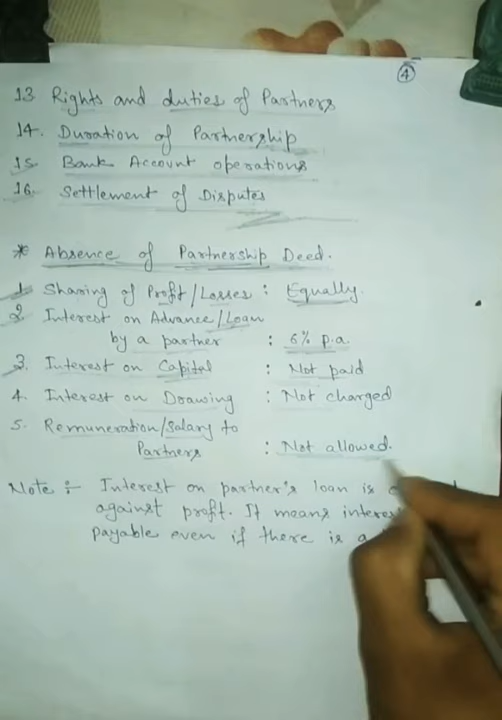 ④
13. Rights and duties of Partners
14. Duration of Partnership
15. Bank Account operations
16. Settlement of Disputes
* Absence of Partnership Deed.
1. Sharing of Profit/Losses : Equally.
2. Interest on Advance/Loan
by a partner : 6% p.a.
3. Interest on Capital : Not paid
4. Interest on Drawing : Not charged
5. Remuneration/Salary to
Partners : Not allowed.
Note :- Interest on partner's loan is
against profit. It means
payable even if there is a